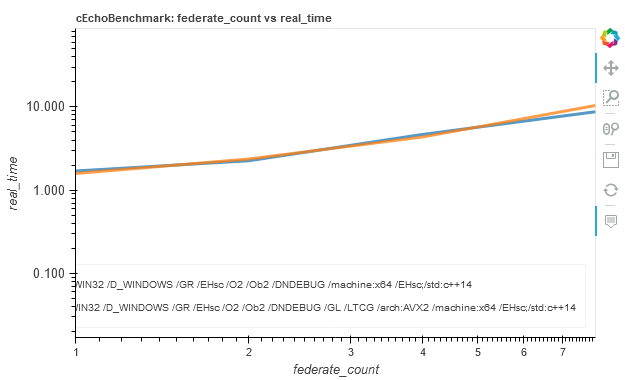 cEchoBenchmark: federate_count vs real_time
10.000
1.000
0.100
real_time
WIN32 /D_WINDOWS /GR /EHsc /O2 /Ob2 /DNDEBUG /machine:x64 /EHsc;/std:c++14
/IN32 /D_WINDOWS /GR /EHsc /O2 /Ob2 /DNDEBUG /GL /LTCG /arch:AVX2 /machine:x64 /EHsc;/std:c++14
1 2 3 4 5 6 7
federate_count